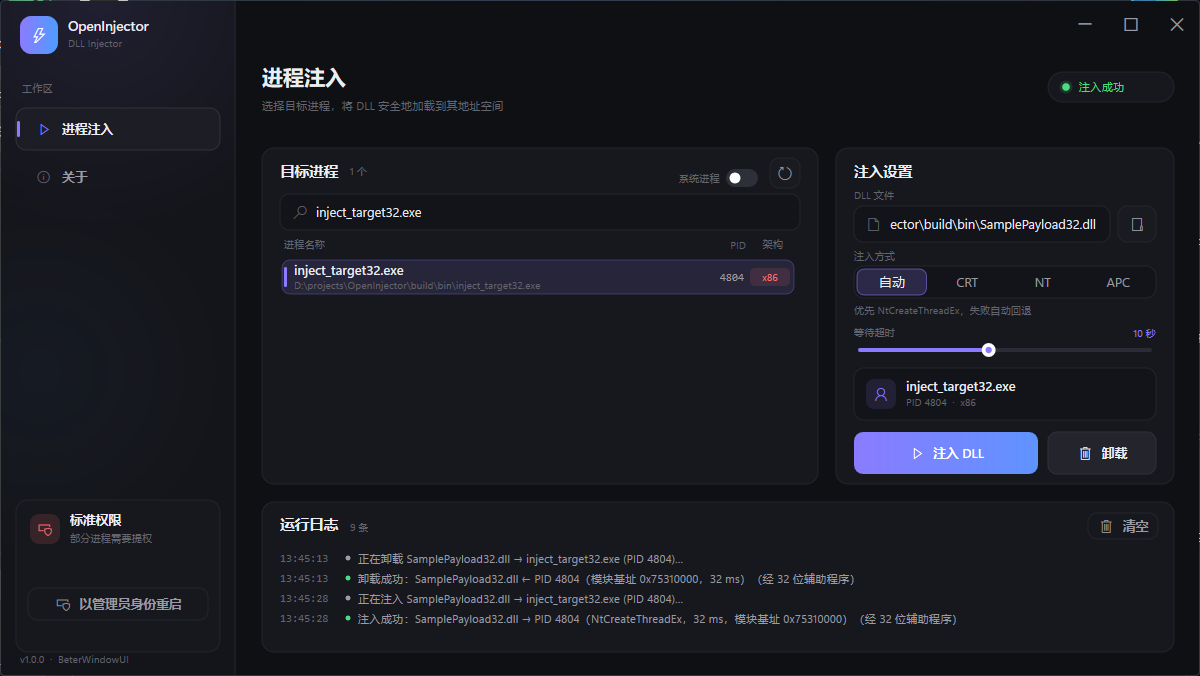 OpenInjector
DLL Injector
工作区
进程注入
关于
标准权限
部分进程需要提权
以管理员身份重启
v1.0.0 · BeterWindowUI
进程注入
选择目标进程，将 DLL 安全地加载到其地址空间
注入成功
目标进程 1 个
系统进程
inject_target32.exe
进程名称 PID 架构
inject_target32.exe
D:\projects\OpenInjector\build\bin\inject_target32.exe
4804 x86
注入设置
DLL 文件
ector\build\bin\SamplePayload32.dll
注入方式
自动 CRT NT APC
优先 NtCreateThreadEx，失败自动回退
等待超时 10 秒
inject_target32.exe
PID 4804 · x86
注入 DLL 卸载
运行日志 9 条
清空
13:45:13 正在卸载 SamplePayload32.dll → inject_target32.exe (PID 4804)...
13:45:13 卸载成功：SamplePayload32.dll ← PID 4804（模块基址 0x75310000，32 ms）（经 32 位辅助程序）
13:45:28 正在注入 SamplePayload32.dll → inject_target32.exe (PID 4804)...
13:45:28 注入成功：SamplePayload32.dll → PID 4804（NtCreateThreadEx，32 ms，模块基址 0x75310000）（经 32 位辅助程序）